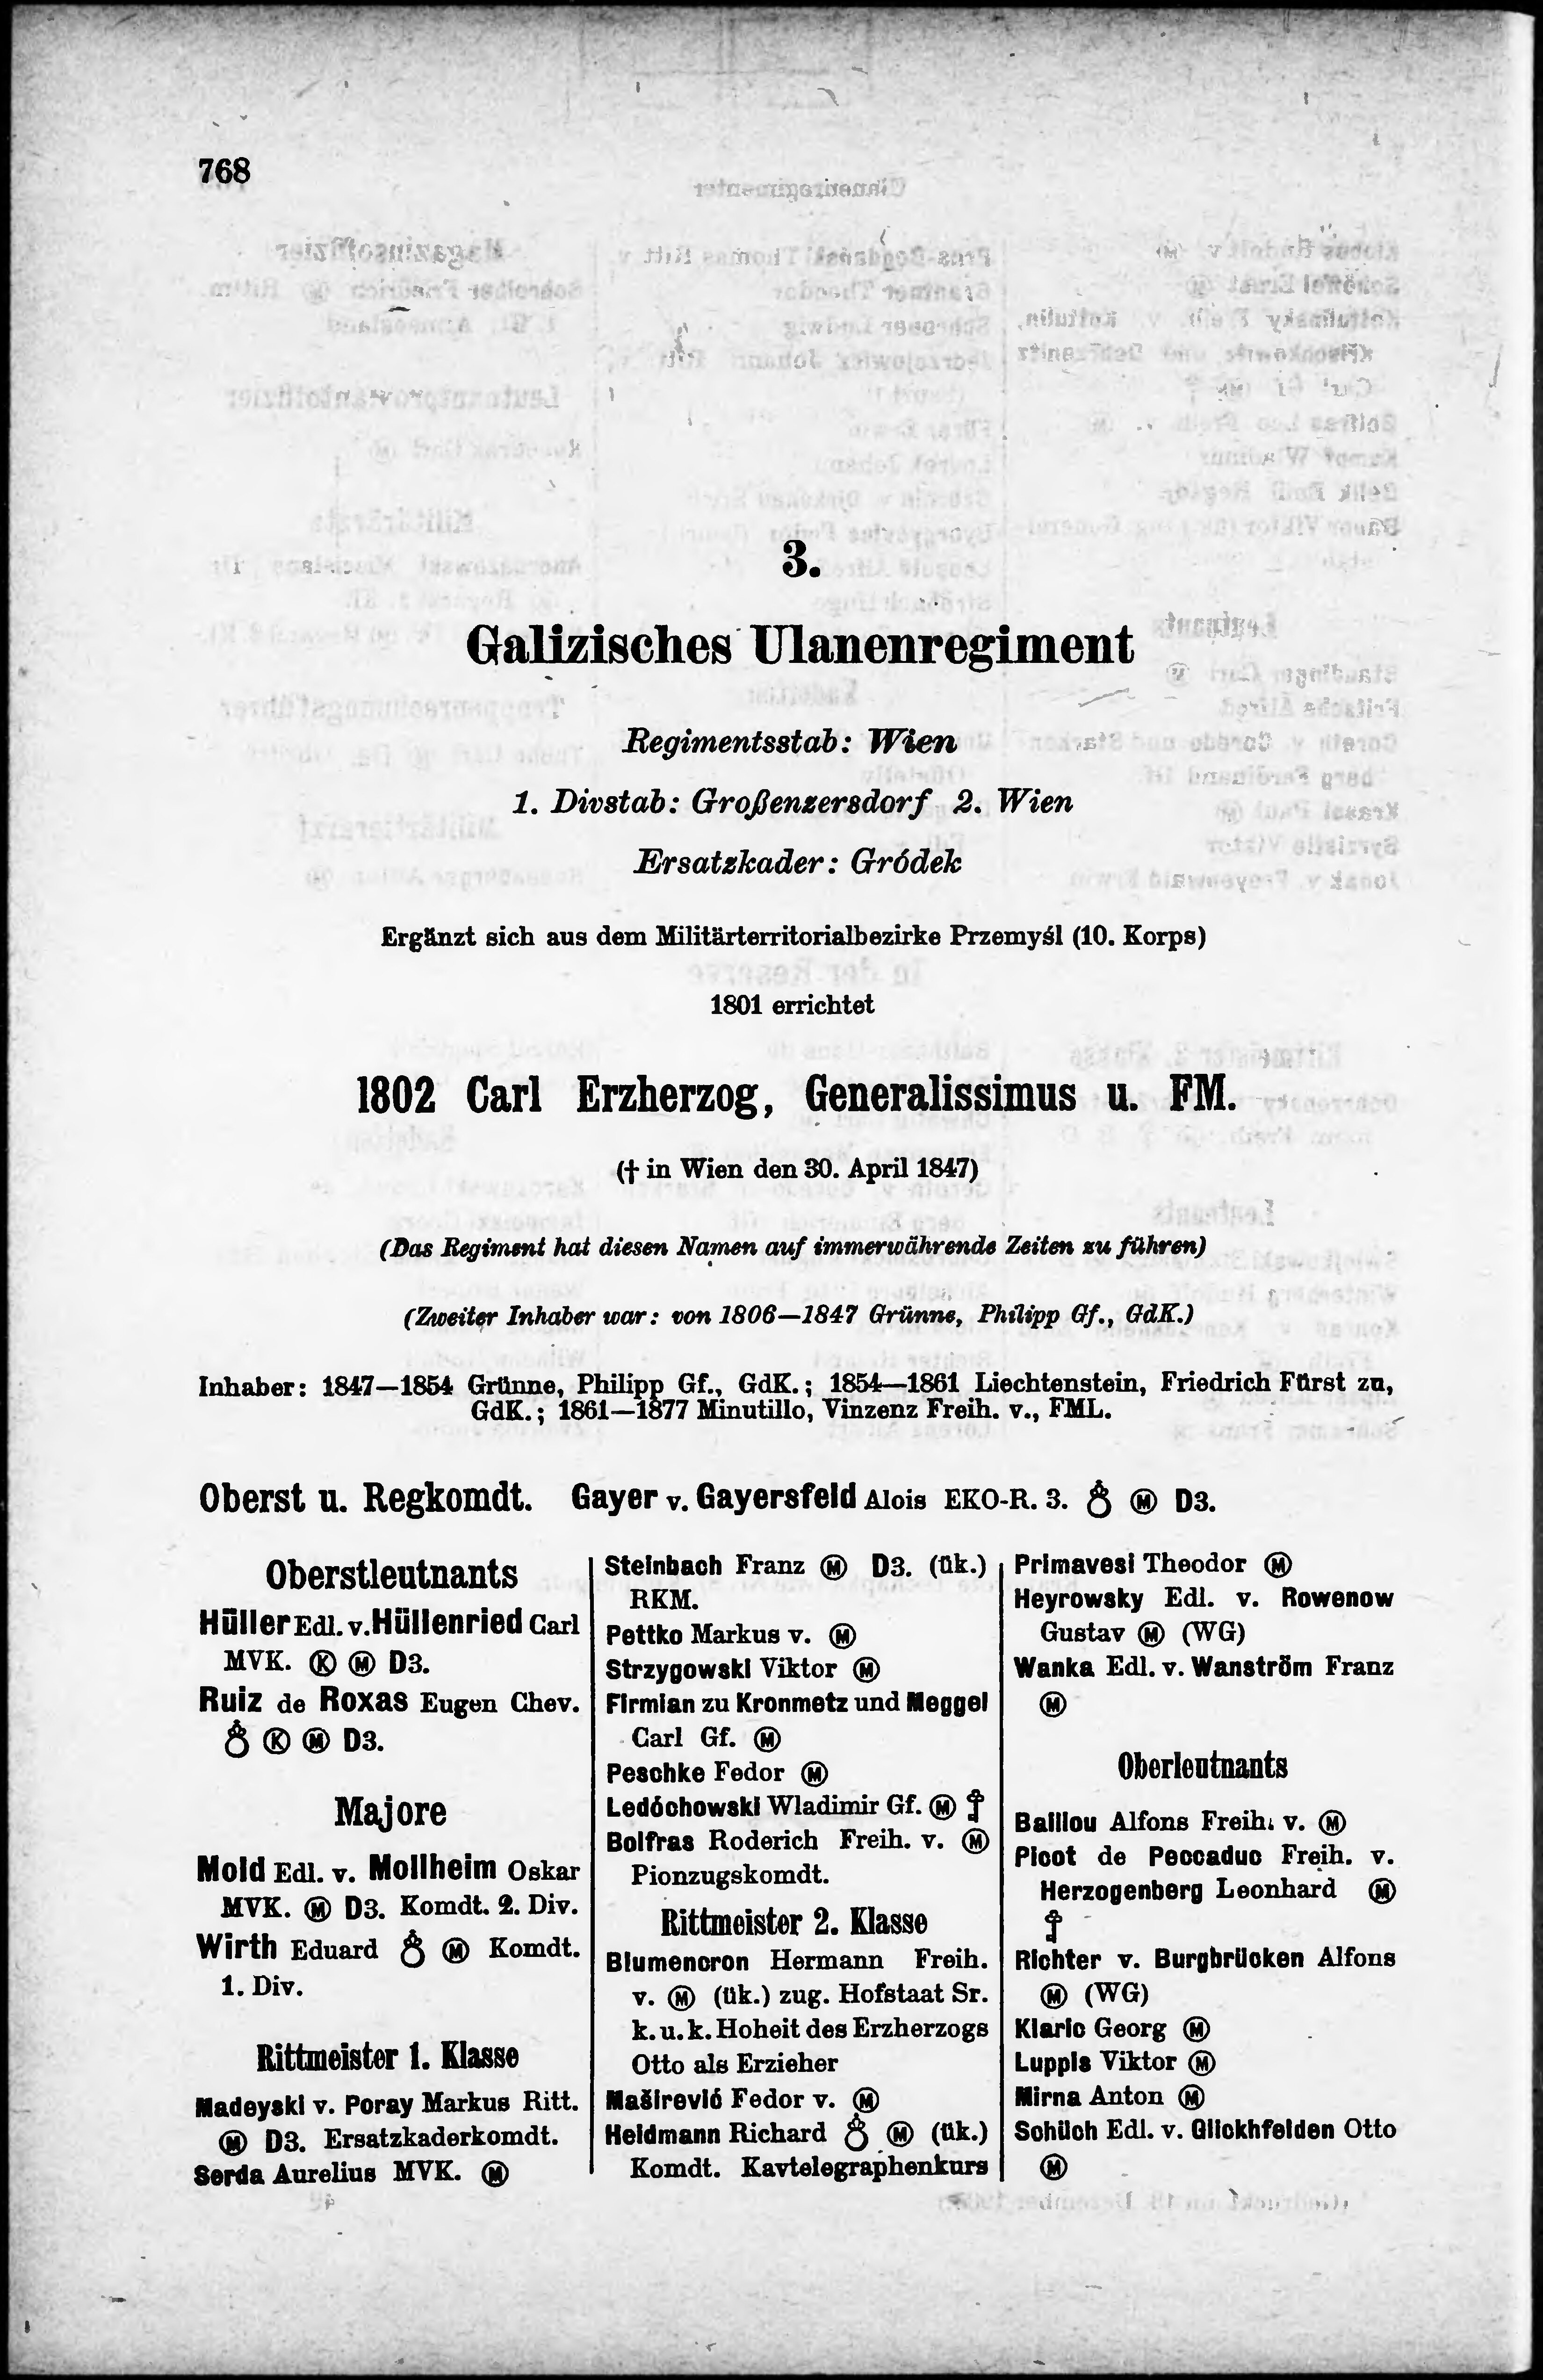 768
3.
Galizisches Ulanenregiment
Regimentsstab: Wien
1. Divstab: Großenzersdorf 2. Wien
Ersatzkader: Gródek
Ergänzt sich aus dem Militärterritorialbezirke Przemyśl (10. Korps)
1801 errichtet
1802 Carl Erzherzog, Generalissimus u. FM.
(† in Wien den 30. April 1847)
(Das Regiment hat diesen Namen auf immerwährende Zeiten zu führen)
(Zweiter Inhaber war: von 1806—1847 Grünne, Philipp Gf., GdK.)
Inhaber: 1847—1854 Grünne, Philipp Gf., GdK.; 1854—1861 Liechtenstein, Friedrich Fürst zu,
GdK.; 1861—1877 Minutillo, Vinzenz Freih. v., FML.
Oberst u. Regkomdt. Gayer v. Gayersfeld Alois EKO-R. 3. Ⓜ D3.
Oberstleutnants
Hüller Edl. v. Hüllenried Carl
MVK. Ⓚ Ⓜ D3.
Ruiz de Roxas Eugen Chev.
Ⓚ Ⓜ D3.
Majore
Mold Edl. v. Mollheim Oskar
MVK. Ⓜ D3. Komdt. 2. Div.
Wirth Eduard Ⓜ Komdt.
1. Div.
Rittmeister 1. Klasse
Madeyski v. Poray Markus Ritt.
Ⓜ D3. Ersatzkaderkomdt.
Serda Aurelius MVK. Ⓜ
Steinbach Franz Ⓜ D3. (ük.)
RKM.
Pettko Markus v. Ⓜ
Strzygowski Viktor Ⓜ
Firmian zu Kronmetz und Meggel
Carl Gf. Ⓜ
Peschke Fedor Ⓜ
Ledóchowski Wladimir Gf. Ⓜ
Bolfras Roderich Freih. v. Ⓜ
Pionzugskomdt.
Rittmeister 2. Klasse
Blumencron Hermann Freih.
v. Ⓜ (ük.) zug. Hofstaat Sr.
k. u. k. Hoheit des Erzherzogs
Otto als Erzieher
Maširević Fedor v. Ⓜ
Heidmann Richard Ⓜ (ük.)
Komdt. Kavtelegraphenkurs
Primavesi Theodor Ⓜ
Heyrowsky Edl. v. Rowenow
Gustav Ⓜ (WG)
Wanka Edl. v. Wanström Franz
Ⓜ
Oberleutnants
Baillou Alfons Freih. v. Ⓜ
Picot de Peccaduc Freih. v.
Herzogenberg Leonhard Ⓜ
Richter v. Burgbrücken Alfons
Ⓜ (WG)
Klaric Georg Ⓜ
Luppis Viktor Ⓜ
Mirna Anton Ⓜ
Schüch Edl. v. Glickhfelden Otto
Ⓜ